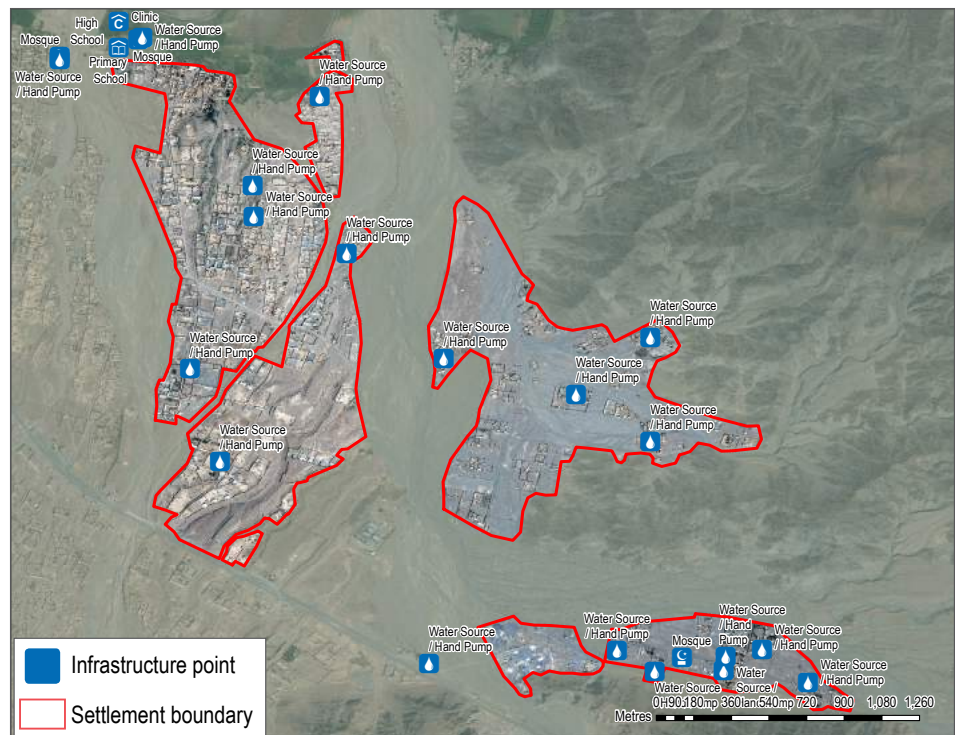 High
School
Clinic
Water Source
/ Hand Pump
Mosque
Primary
School
Mosque
Water Source
/ Hand Pump
Water Source
/ Hand Pump
Water Source
/ Hand Pump
Water Source
/ Hand Pump
Water Source
/ Hand Pump
Water Source
/ Hand Pump
Water Source
/ Hand Pump
Water Source
/ Hand Pump
Water Source
/ Hand Pump
Water Source
/ Hand Pump
Water Source
/ Hand Pump
Water Source
/ Hand Pump
Water Source
/ Hand Pump
Mosque
Water Source
/ Hand
Pump
Water Source
/ Hand Pump
Water Source
/ Hand Pump
Water Source
Water
Source /
Infrastructure point
Settlement boundary
Metres
0 90 180 360 540 720 900 1,080 1,260